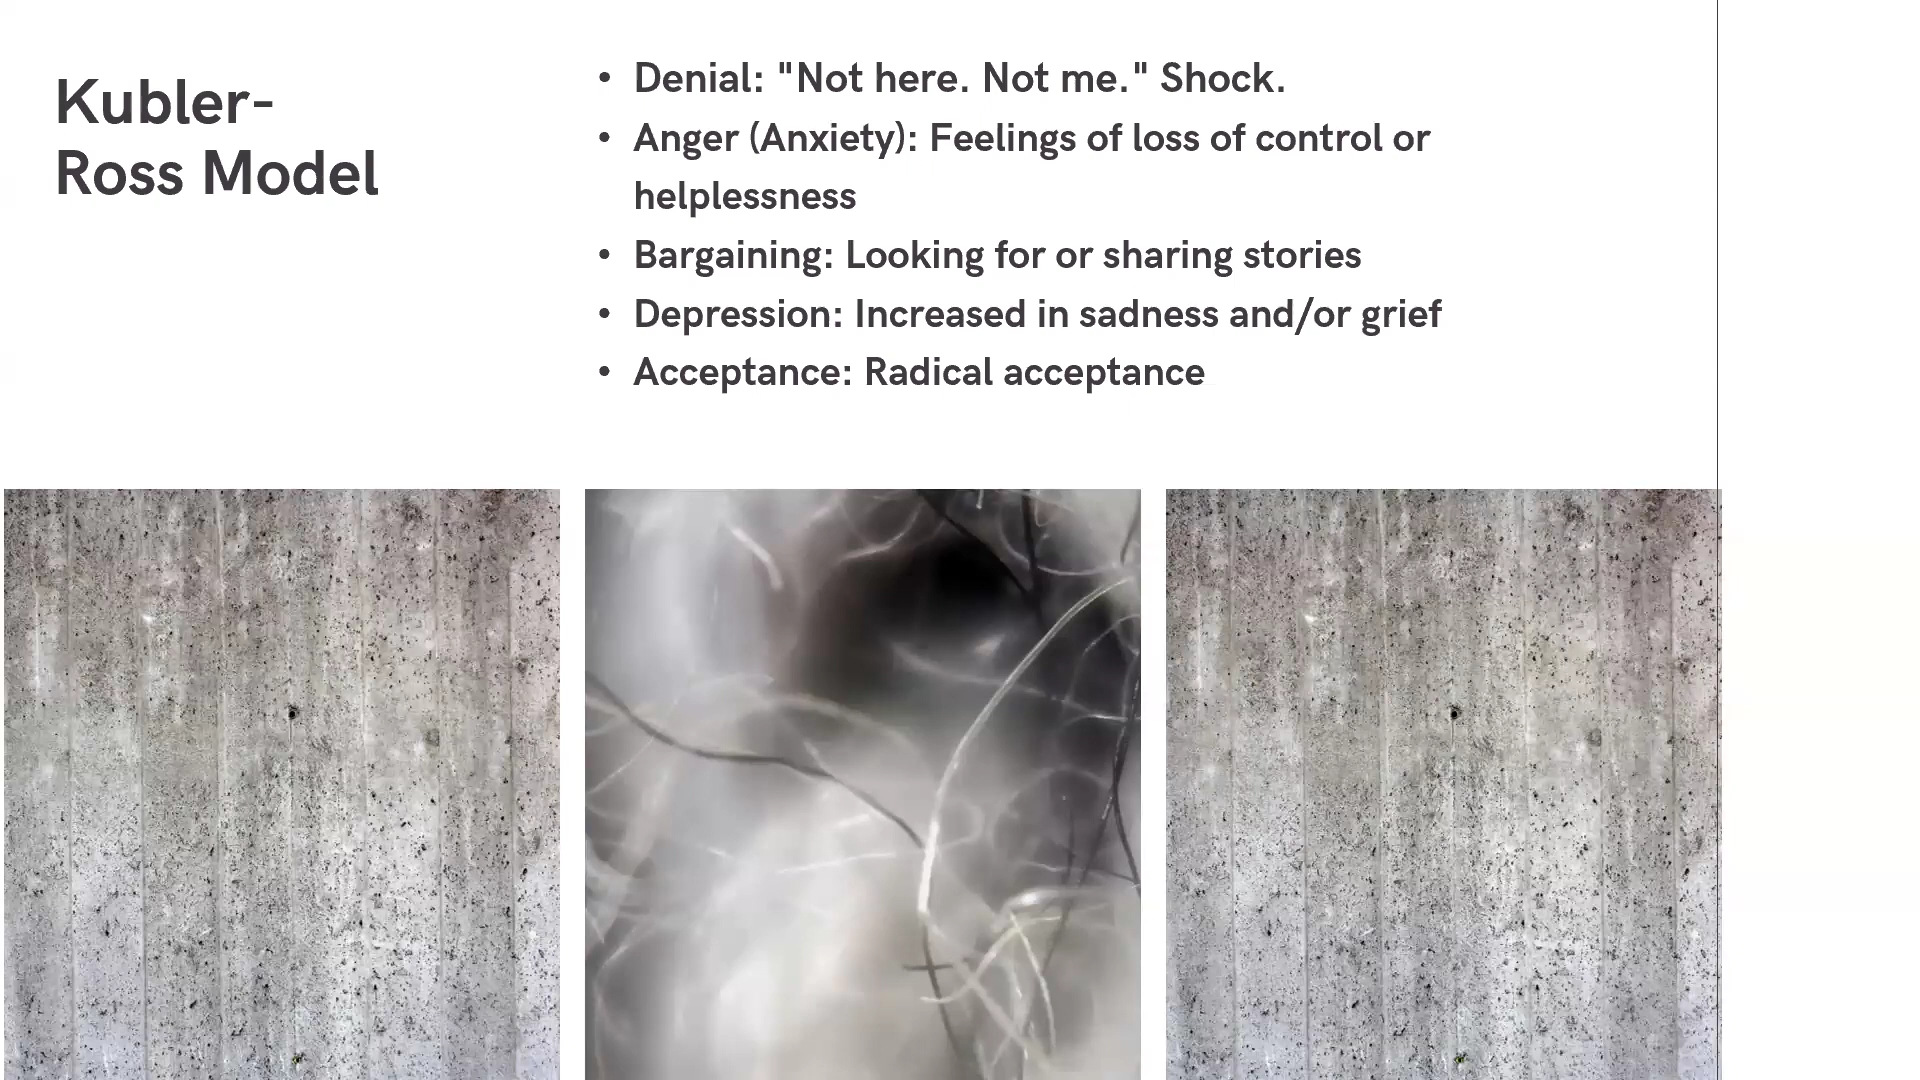 Kubler-
Ross Model
• Denial: "Not here. Not me." Shock.
• Anger (Anxiety): Feelings of loss of control or
helplessness
• Bargaining: Looking for or sharing stories
• Depression: Increased in sadness and/or grief
• Acceptance: Radical acceptance